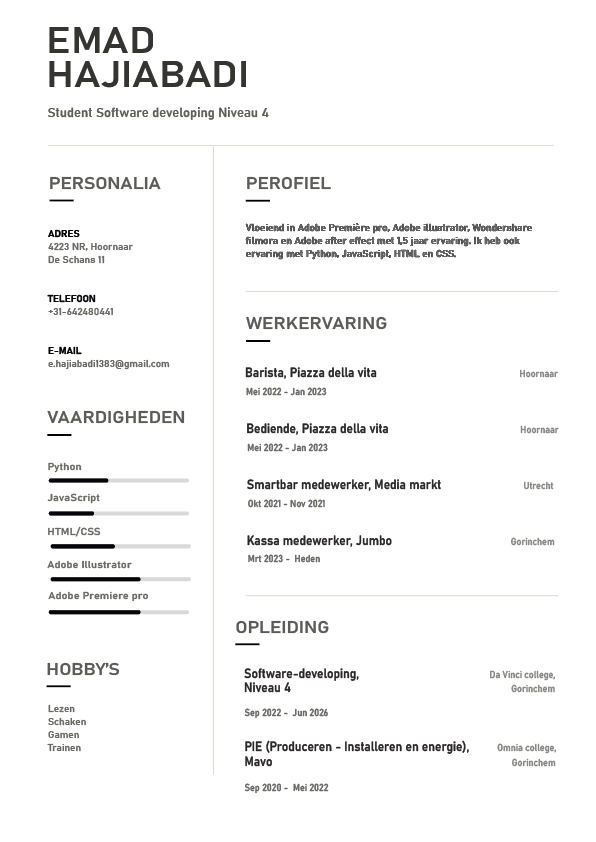 EMAD
HAJIABADI
Student Software developing Niveau 4
PERSONALIA
ADRES
4223 NR, Hoornaar
De Schans 11
TELEFOON
+31-642480441
E-MAIL
e.hajiabadi1383@gmail.com
VAARDIGHEDEN
Python
JavaScript
HTML/CSS
Adobe Illustrator
Adobe Premiere pro
HOBBY'S
Lezen
Schaken
Gamen
Trainen
PEROFIEL
Vloeiend in Adobe Première pro, Adobe illustrator, Wondershare
filmora en Adobe after effect met 1,5 jaar ervaring. Ik heb ook
ervaring met Python, JavaScript, HTML en CSS.
WERKERVARING
Barista, Piazza della vita
Hoornaar
Mei 2022 - Jan 2023
Bediende, Piazza della vita
Hoornaar
Mei 2022 - Jan 2023
Smartbar medewerker, Media markt
Utrecht
Okt 2021 - Nov 2021
Kassa medewerker, Jumbo
Gorinchem
Mrt 2023 - Heden
OPLEIDING
Software-developing,
Niveau 4
Da Vinci college,
Gorinchem
Sep 2022 - Jun 2026
PIE (Produceren - Installeren en energie),
Mavo
Omnia college,
Gorinchem
Sep 2020 - Mei 2022